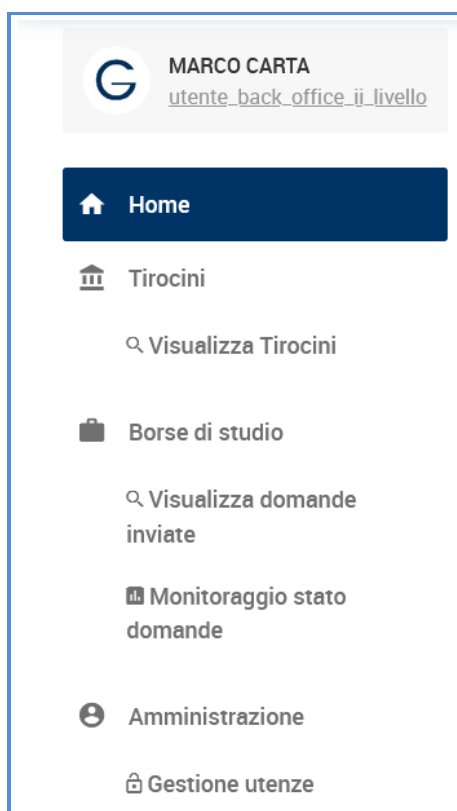 G
MARCO CARTA
utente_back_office_ii_livello
Home
Tirocini
Visualizza Tirocini
Borse di studio
Visualizza domande
inviate
Monitoraggio stato
domande
Amministrazione
Gestione utenze